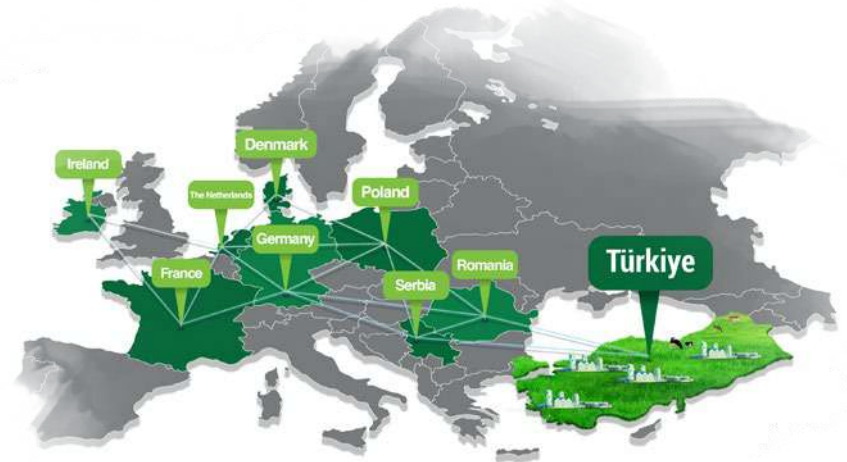 Denmark
Ireland
The Netherlands
Poland
Germany
Türkiye
France
Romania
Serbia